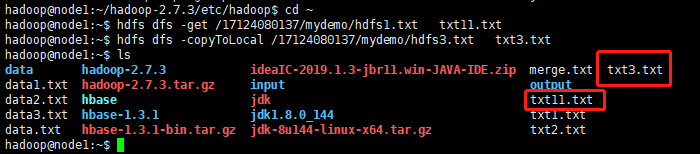 hadoop@node1:~/hadoop-2.7.3/etc/hadoop$ cd ~
hadoop@node1:~$ hdfs dfs -get /17124080137/mydemo/hdfs1.txt   txt11.txt
hadoop@node1:~$ hdfs dfs -copyToLocal /17124080137/mydemo/hdfs3.txt   txt3.txt
hadoop@node1:~$ ls
data       hadoop-2.7.3            ideaIC-2019.1.3-jbr11.win-JAVA-IDE.zip  merge.txt  txt3.txt
data1.txt  hadoop-2.7.3.tar.gz     input                                   output
data2.txt  hbase                   jdk                                     txt11.txt
data3.txt  hbase-1.3.1             jdk1.8.0_144                            txt1.txt
data.txt   hbase-1.3.1-bin.tar.gz  jdk-8u144-linux-x64.tar.gz              txt2.txt
hadoop@node1:~$